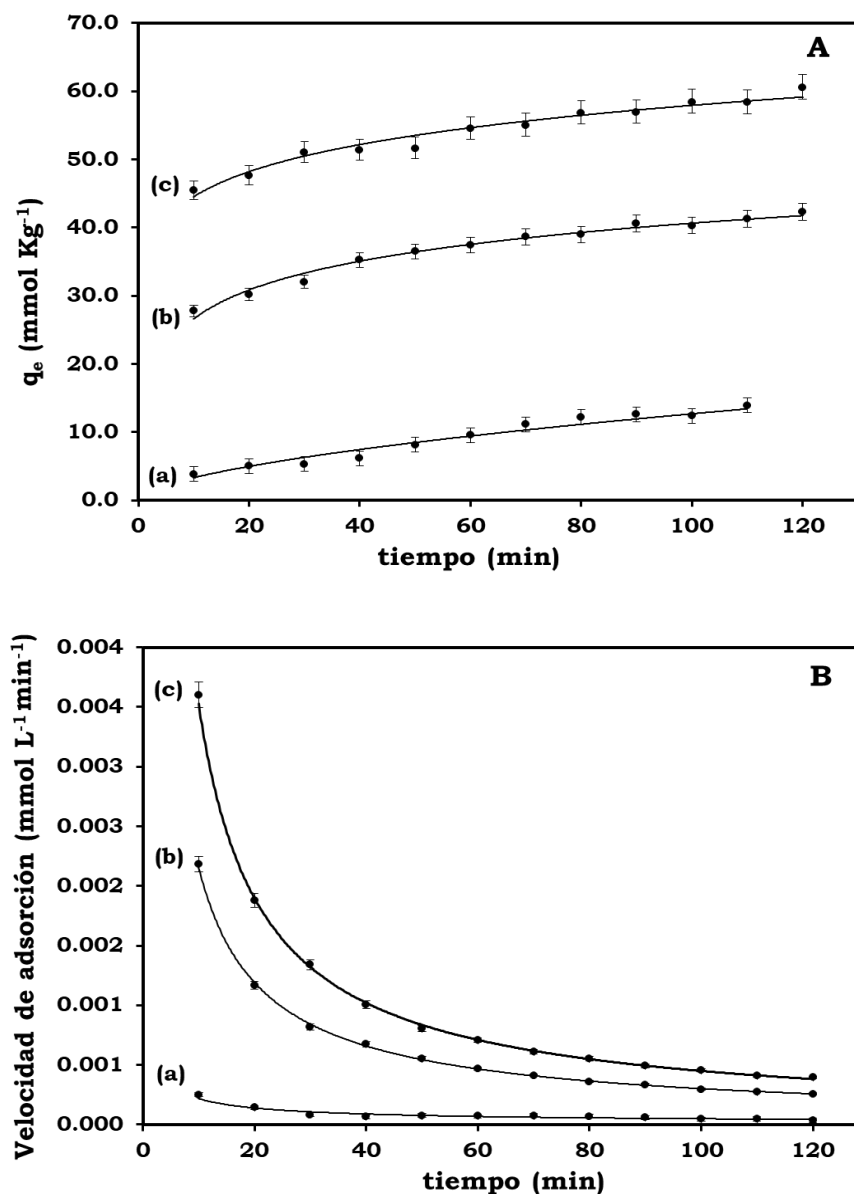 70.0
A
60.0
50.0
(c)
40.0
30.0
(b)
20.0
10.0
(a)
0.0
0 20 40 60 80 100 120
tiempo (min)
qe (mmol Kg-1)
0.004
B
(c)
0.004
0.003
0.003
(b)
0.002
0.002
0.001
(a)
0.001
0.000
0 20 40 60 80 100 120
tiempo (min)
Velocidad de adsorción (mmol L-1 min-1)